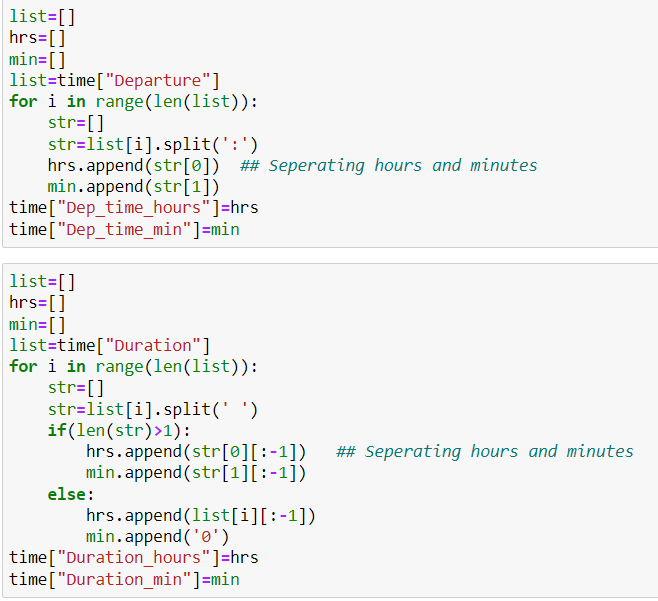 list=[]
hrs=[]
min=[]
list=time["Departure"]
for i in range(len(list)):
    str=[]
    str=list[i].split(':')
    hrs.append(str[0])  ## Seperating hours and minutes
    min.append(str[1])
time["Dep_time_hours"]=hrs
time["Dep_time_min"]=min
list=[]
hrs=[]
min=[]
list=time["Duration"]
for i in range(len(list)):
    str=[]
    str=list[i].split(' ')
    if(len(str)>1):
        hrs.append(str[0][:-1])   ## Seperating hours and minutes
        min.append(str[1][:-1])
    else:
        hrs.append(list[i][:-1])
        min.append('0')
time["Duration_hours"]=hrs
time["Duration_min"]=min